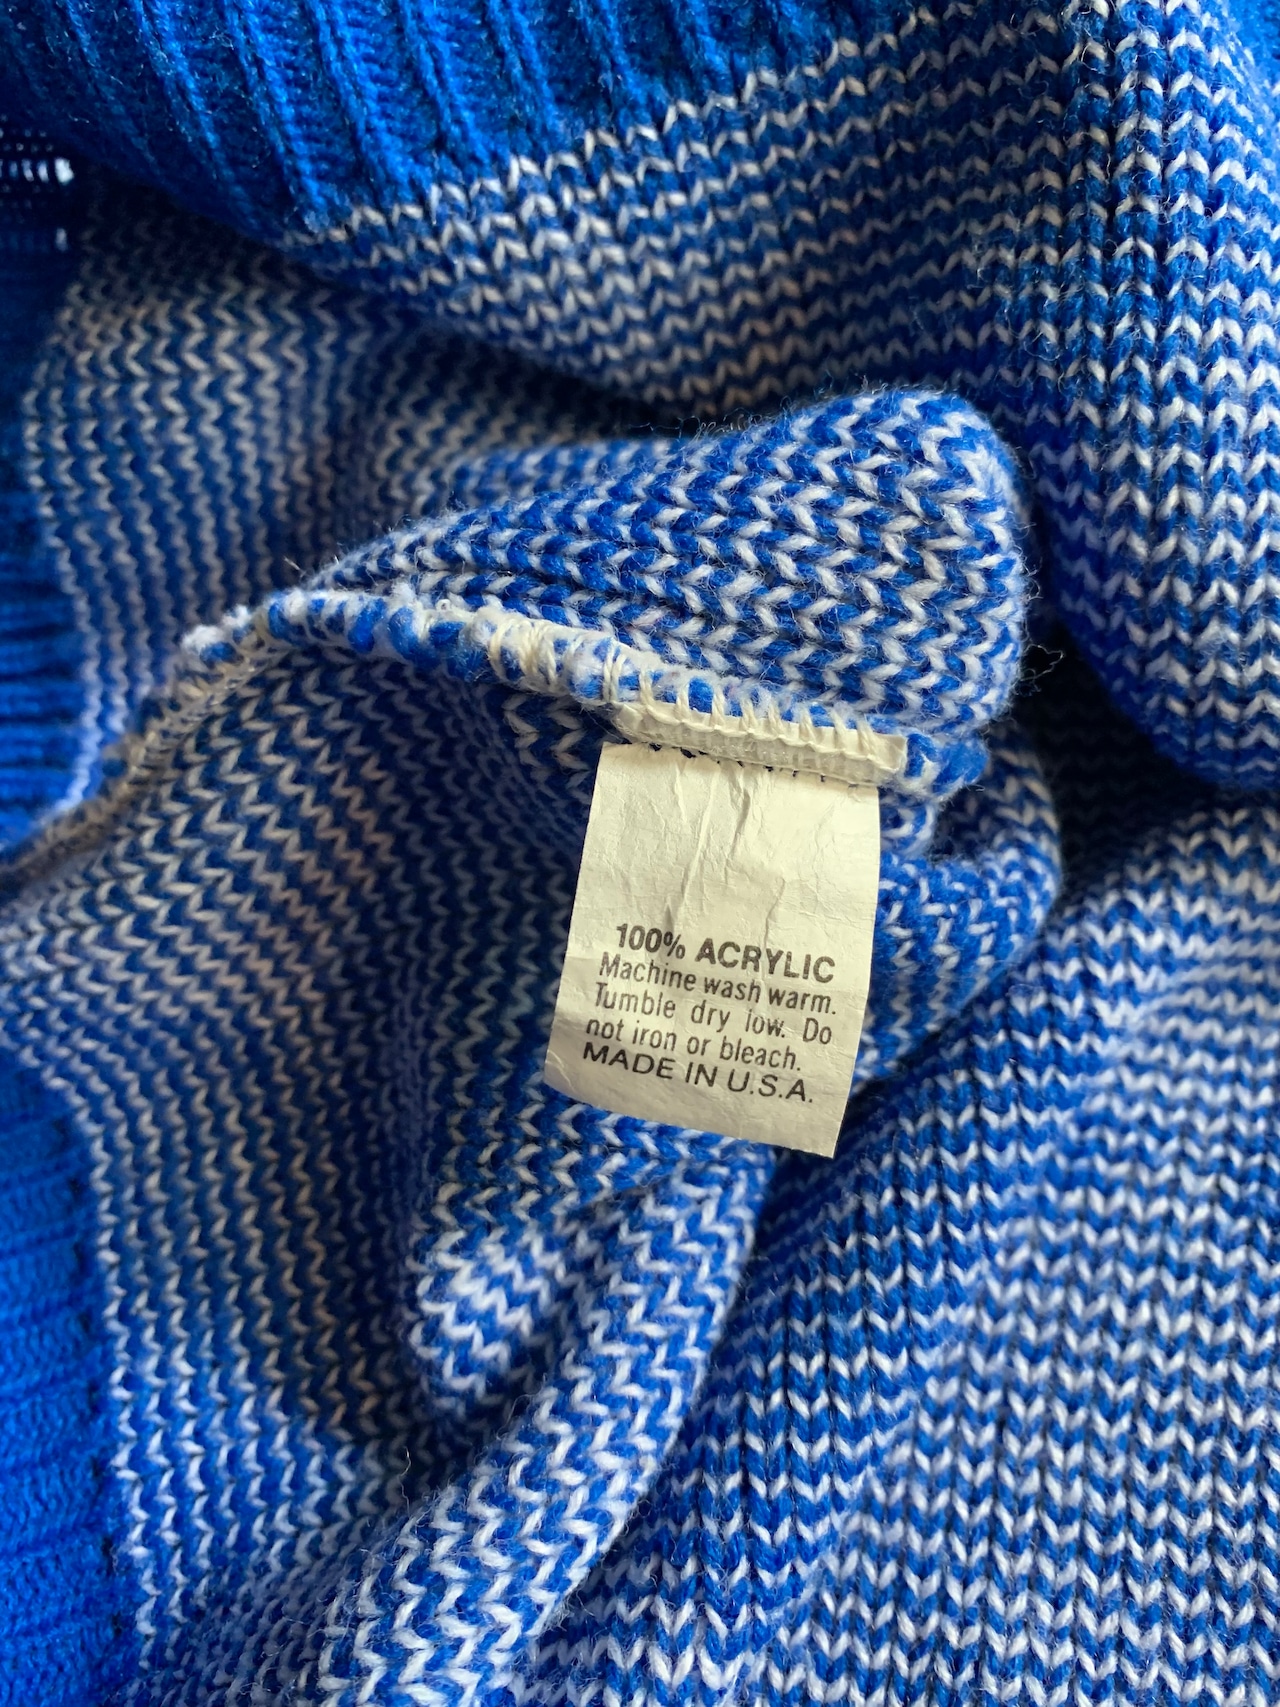 100% ACRYLIC
Machine wash warm.
Tumble dry low. Do
not iron or bleach.
MADE IN U.S.A.